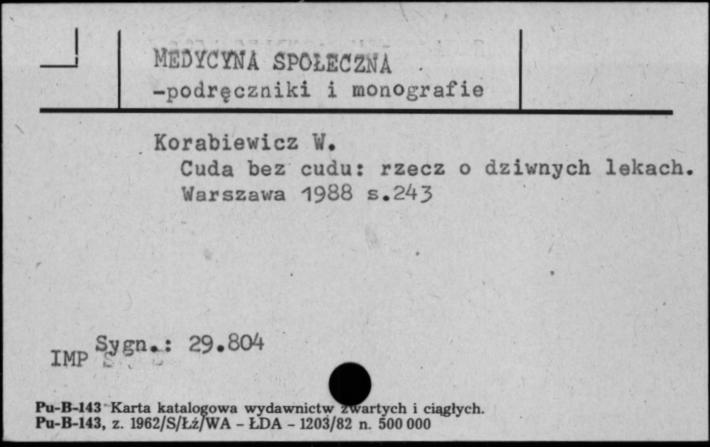 MEDYCYNA SPOŁECZNA
-podręczniki i monografie
Korabiewicz W.
Cuda bez cudu: rzecz o dziwnych lekach.
Warszawa 1988 s.243
Sygn.: 29.804
IMP
Pu-B-143 Karta katalogowa wydawnictw zwartych i ciągłych.
Pu-B-143, z. 1962/S/Łż/WA - ŁDA - 1203/82 n. 500 000